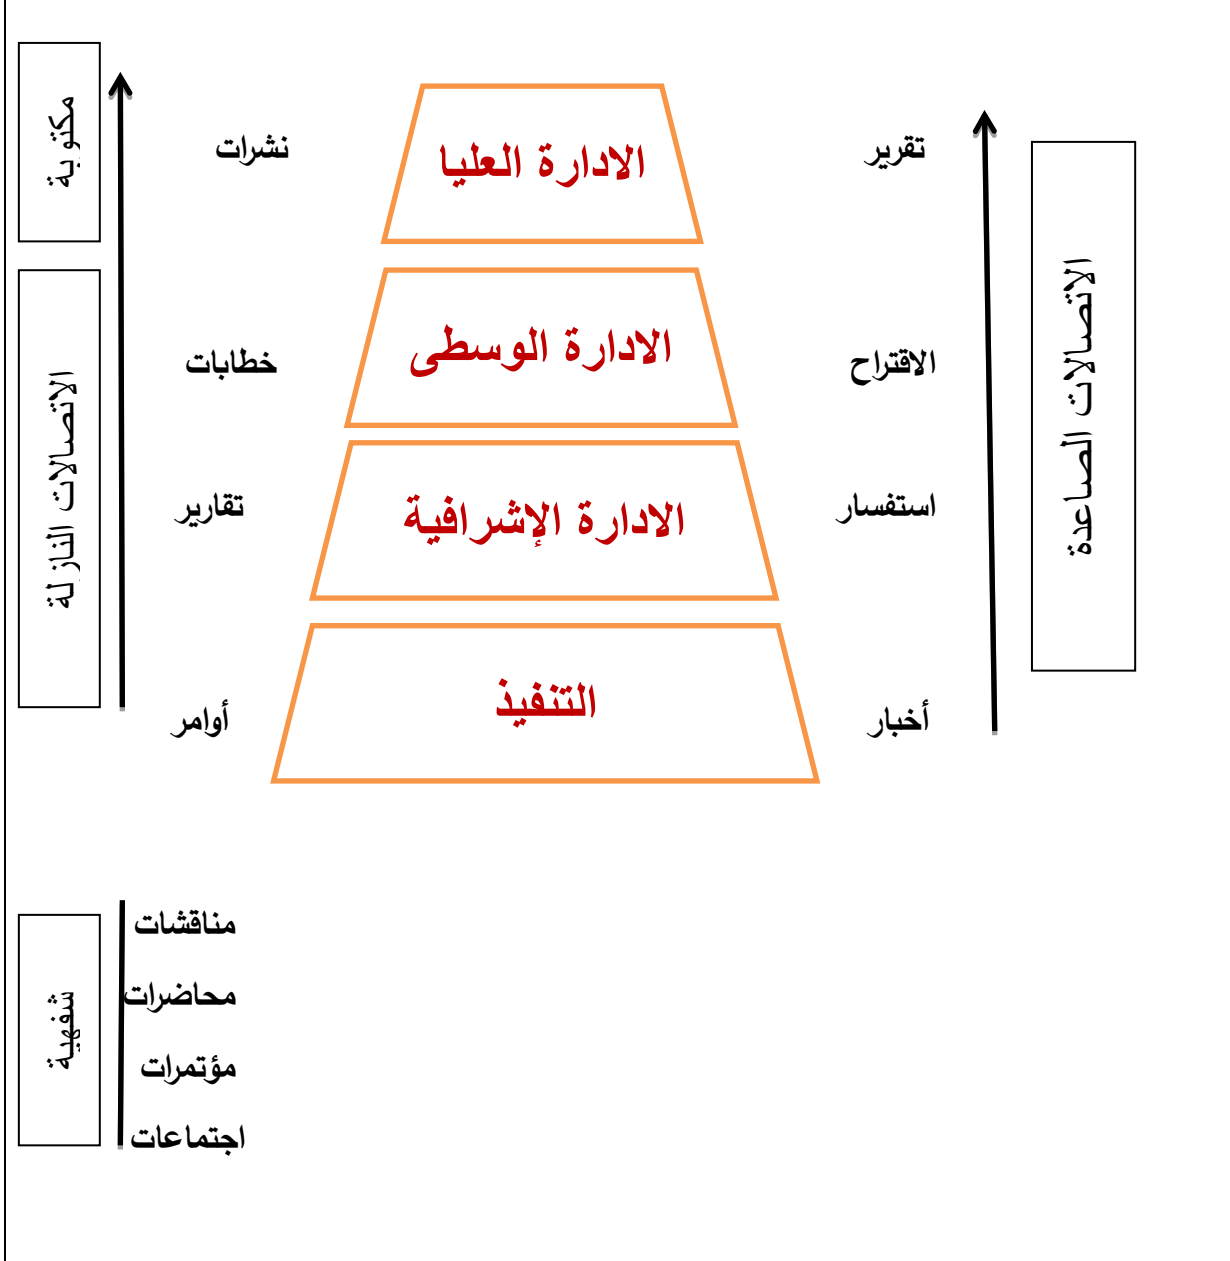 مكتوبة
نشرات
الادارة العليا
تقرير
الاتصالات الصاعدة
الاتصالات النازلة
خطابات
الادارة الوسطى
الاقتراح
تقارير
الادارة الإشرافية
استفسار
أوامر
التنفيذ
أخبار
شفهية
مناقشات
محاضرات
مؤتمرات
اجتماعات